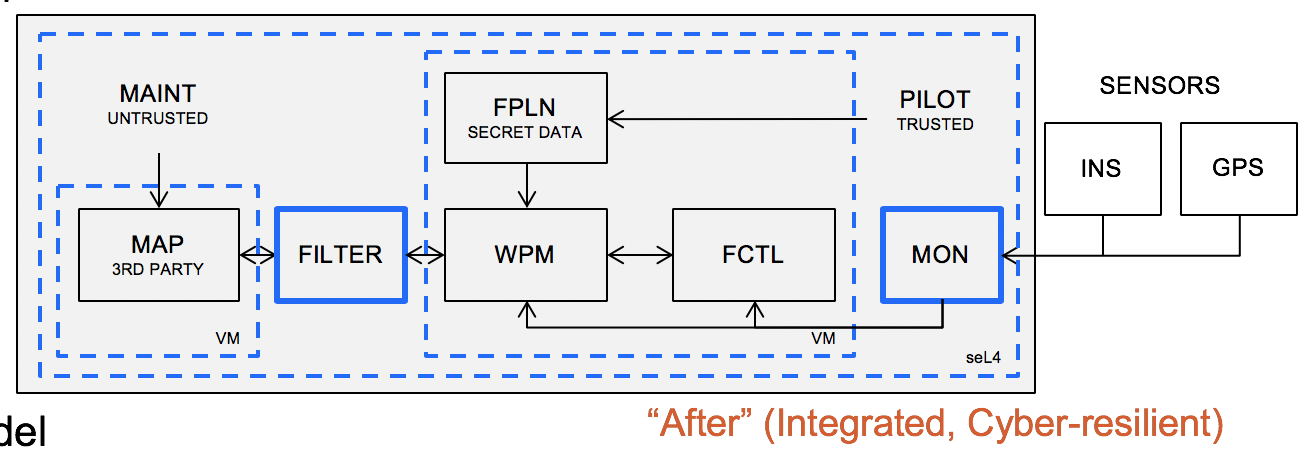 MAINT
UNTRUSTED
FPLN
SECRET DATA
PILOT
TRUSTED
SENSORS
INS
GPS
MAP
3RD PARTY
FILTER
WPM
FCTL
MON
VM
VM
seL4
“After” (Integrated, Cyber-resilient)
del